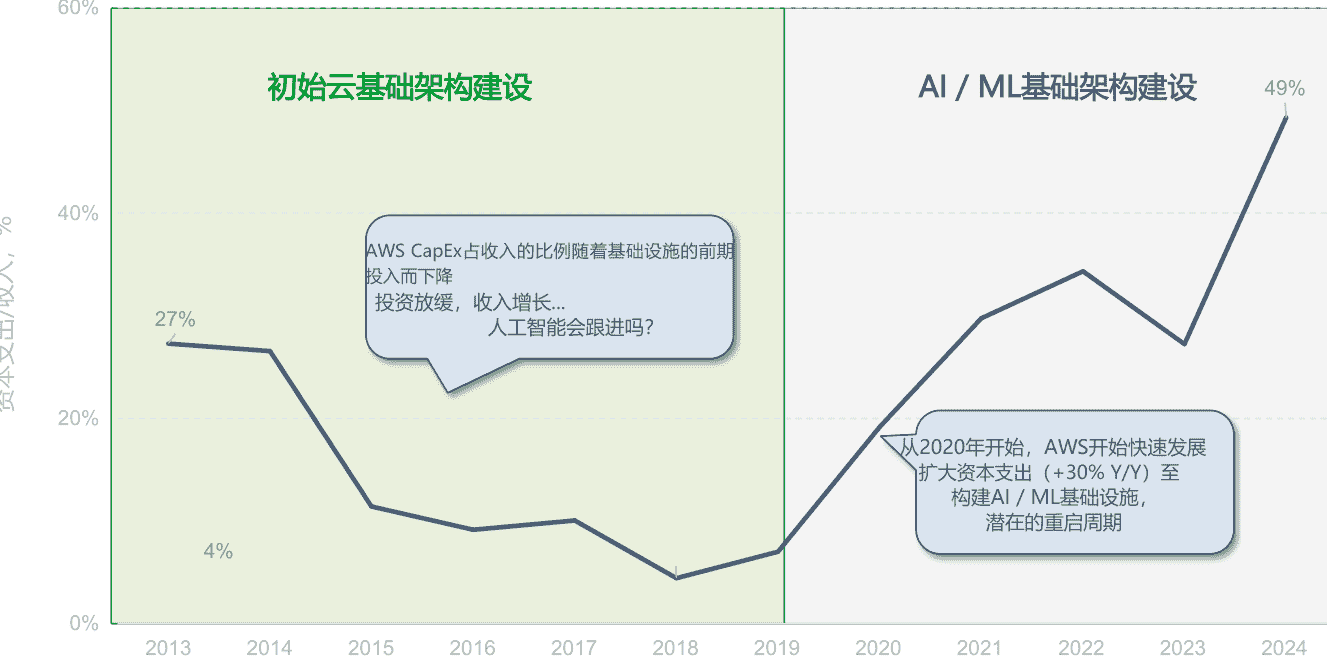 60%
初始云基础架构建设
AI / ML基础架构建设
49%
40%
AWS CapEx占收入的比例随着基础设施的前期
投入而下降
投资放缓，收入增长...
人工智能会跟进吗？
27%
资本支出/收入，%
20%
从2020年开始，AWS开始快速发展
扩大资本支出（+30% Y/Y）至
构建AI / ML基础设施，
潜在的重启周期
4%
0%
2013 2014 2015 2016 2017 2018 2019 2020 2021 2022 2023 2024